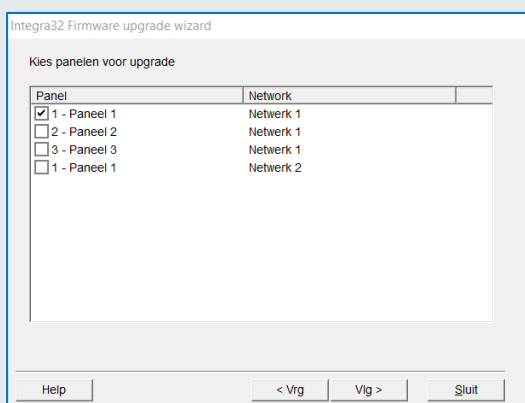 Integra32 Firmware upgrade wizard
Kies panelen voor upgrade
Panel Network
1 - Paneel 1 Netwerk 1
2 - Paneel 2 Netwerk 1
3 - Paneel 3 Netwerk 1
1 - Paneel 1 Netwerk 2
Help < Vrg Vlg > Sluit